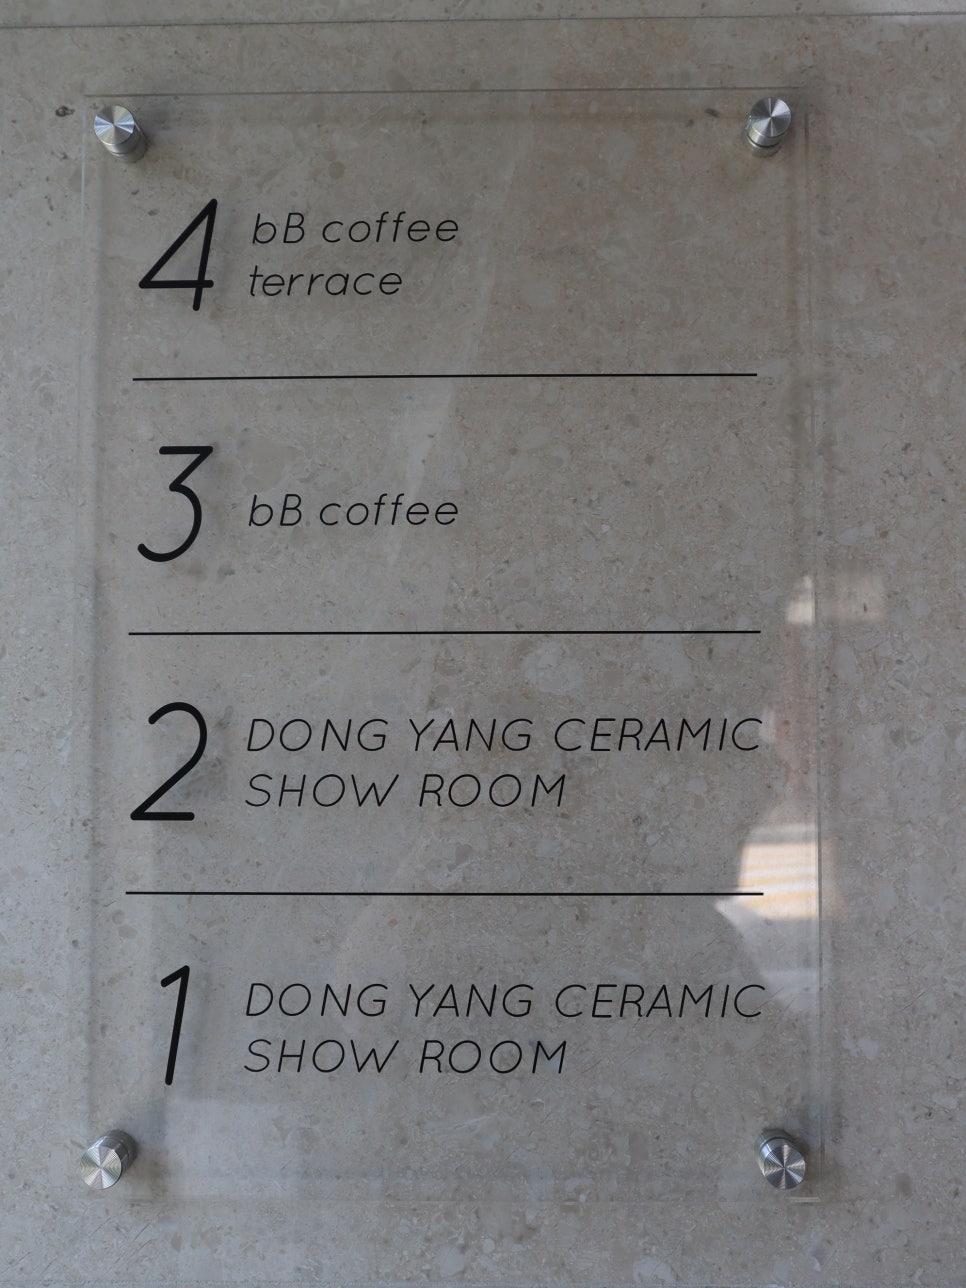 4 bB coffee
terrace
3 bB coffee
2 DONG YANG CERAMIC
SHOW ROOM
1 DONG YANG CERAMIC
SHOW ROOM